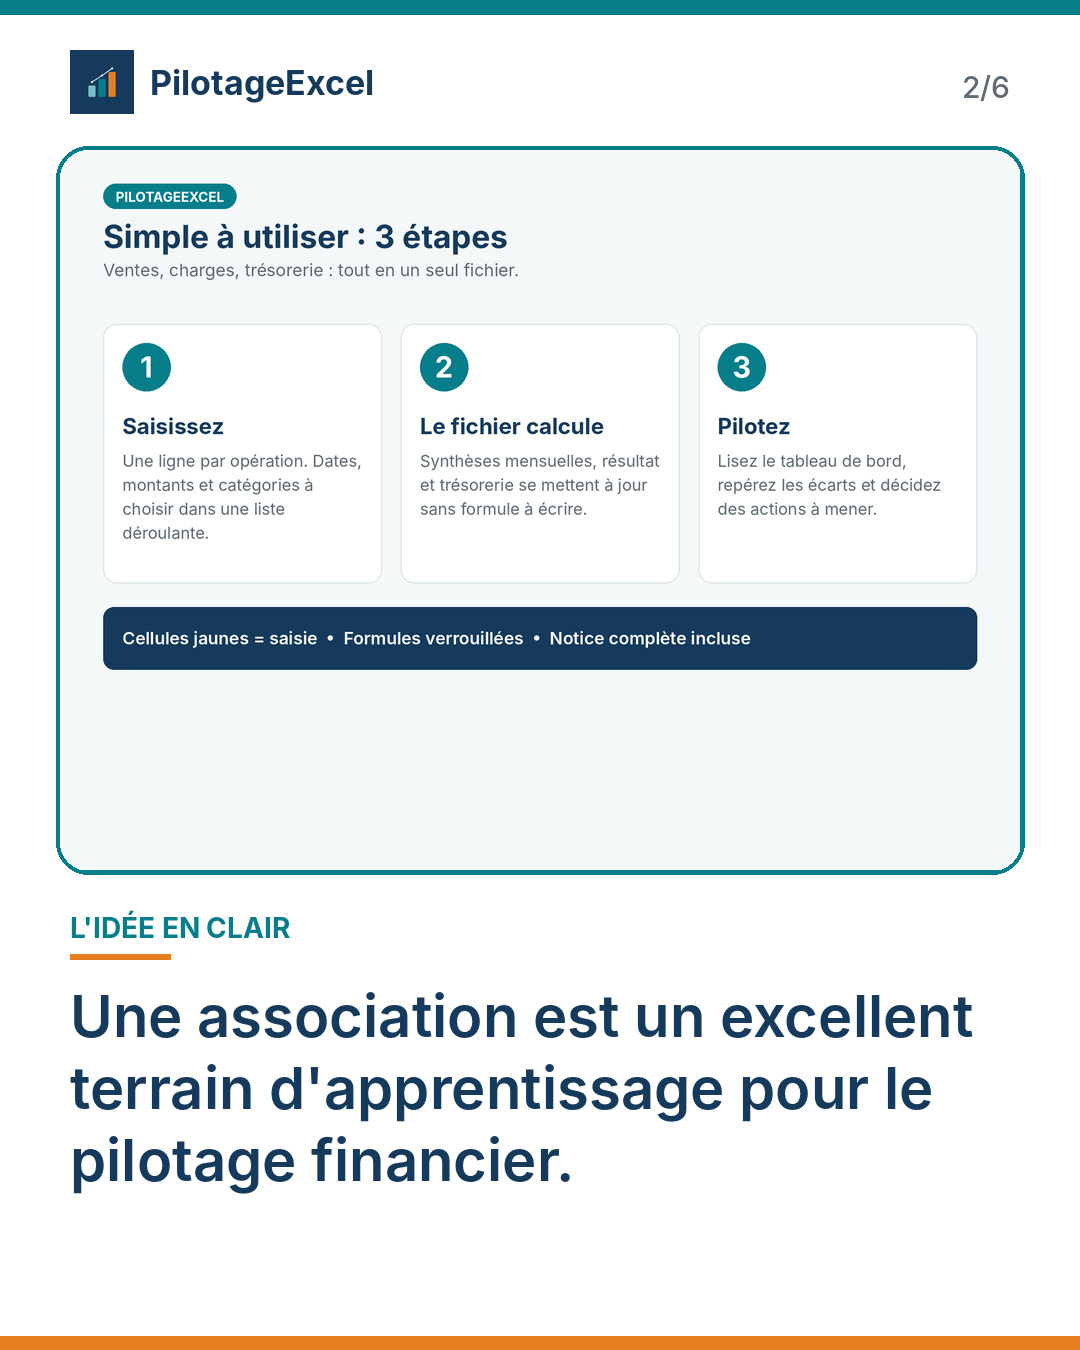 PilotageExcel
2/6
PILOTAGEEXCEL
Simple à utiliser : 3 étapes
Ventes, charges, trésorerie : tout en un seul fichier.
1
Saisissez
Une ligne par opération. Dates,
montants et catégories à
choisir dans une liste
déroulante.
2
Le fichier calcule
Synthèses mensuelles, résultat
et trésorerie se mettent à jour
sans formule à écrire.
3
Pilotez
Lisez le tableau de bord,
repérez les écarts et décidez
des actions à mener.
Cellules jaunes = saisie • Formules verrouillées • Notice complète incluse
L'IDÉE EN CLAIR
Une association est un excellent
terrain d'apprentissage pour le
pilotage financier.